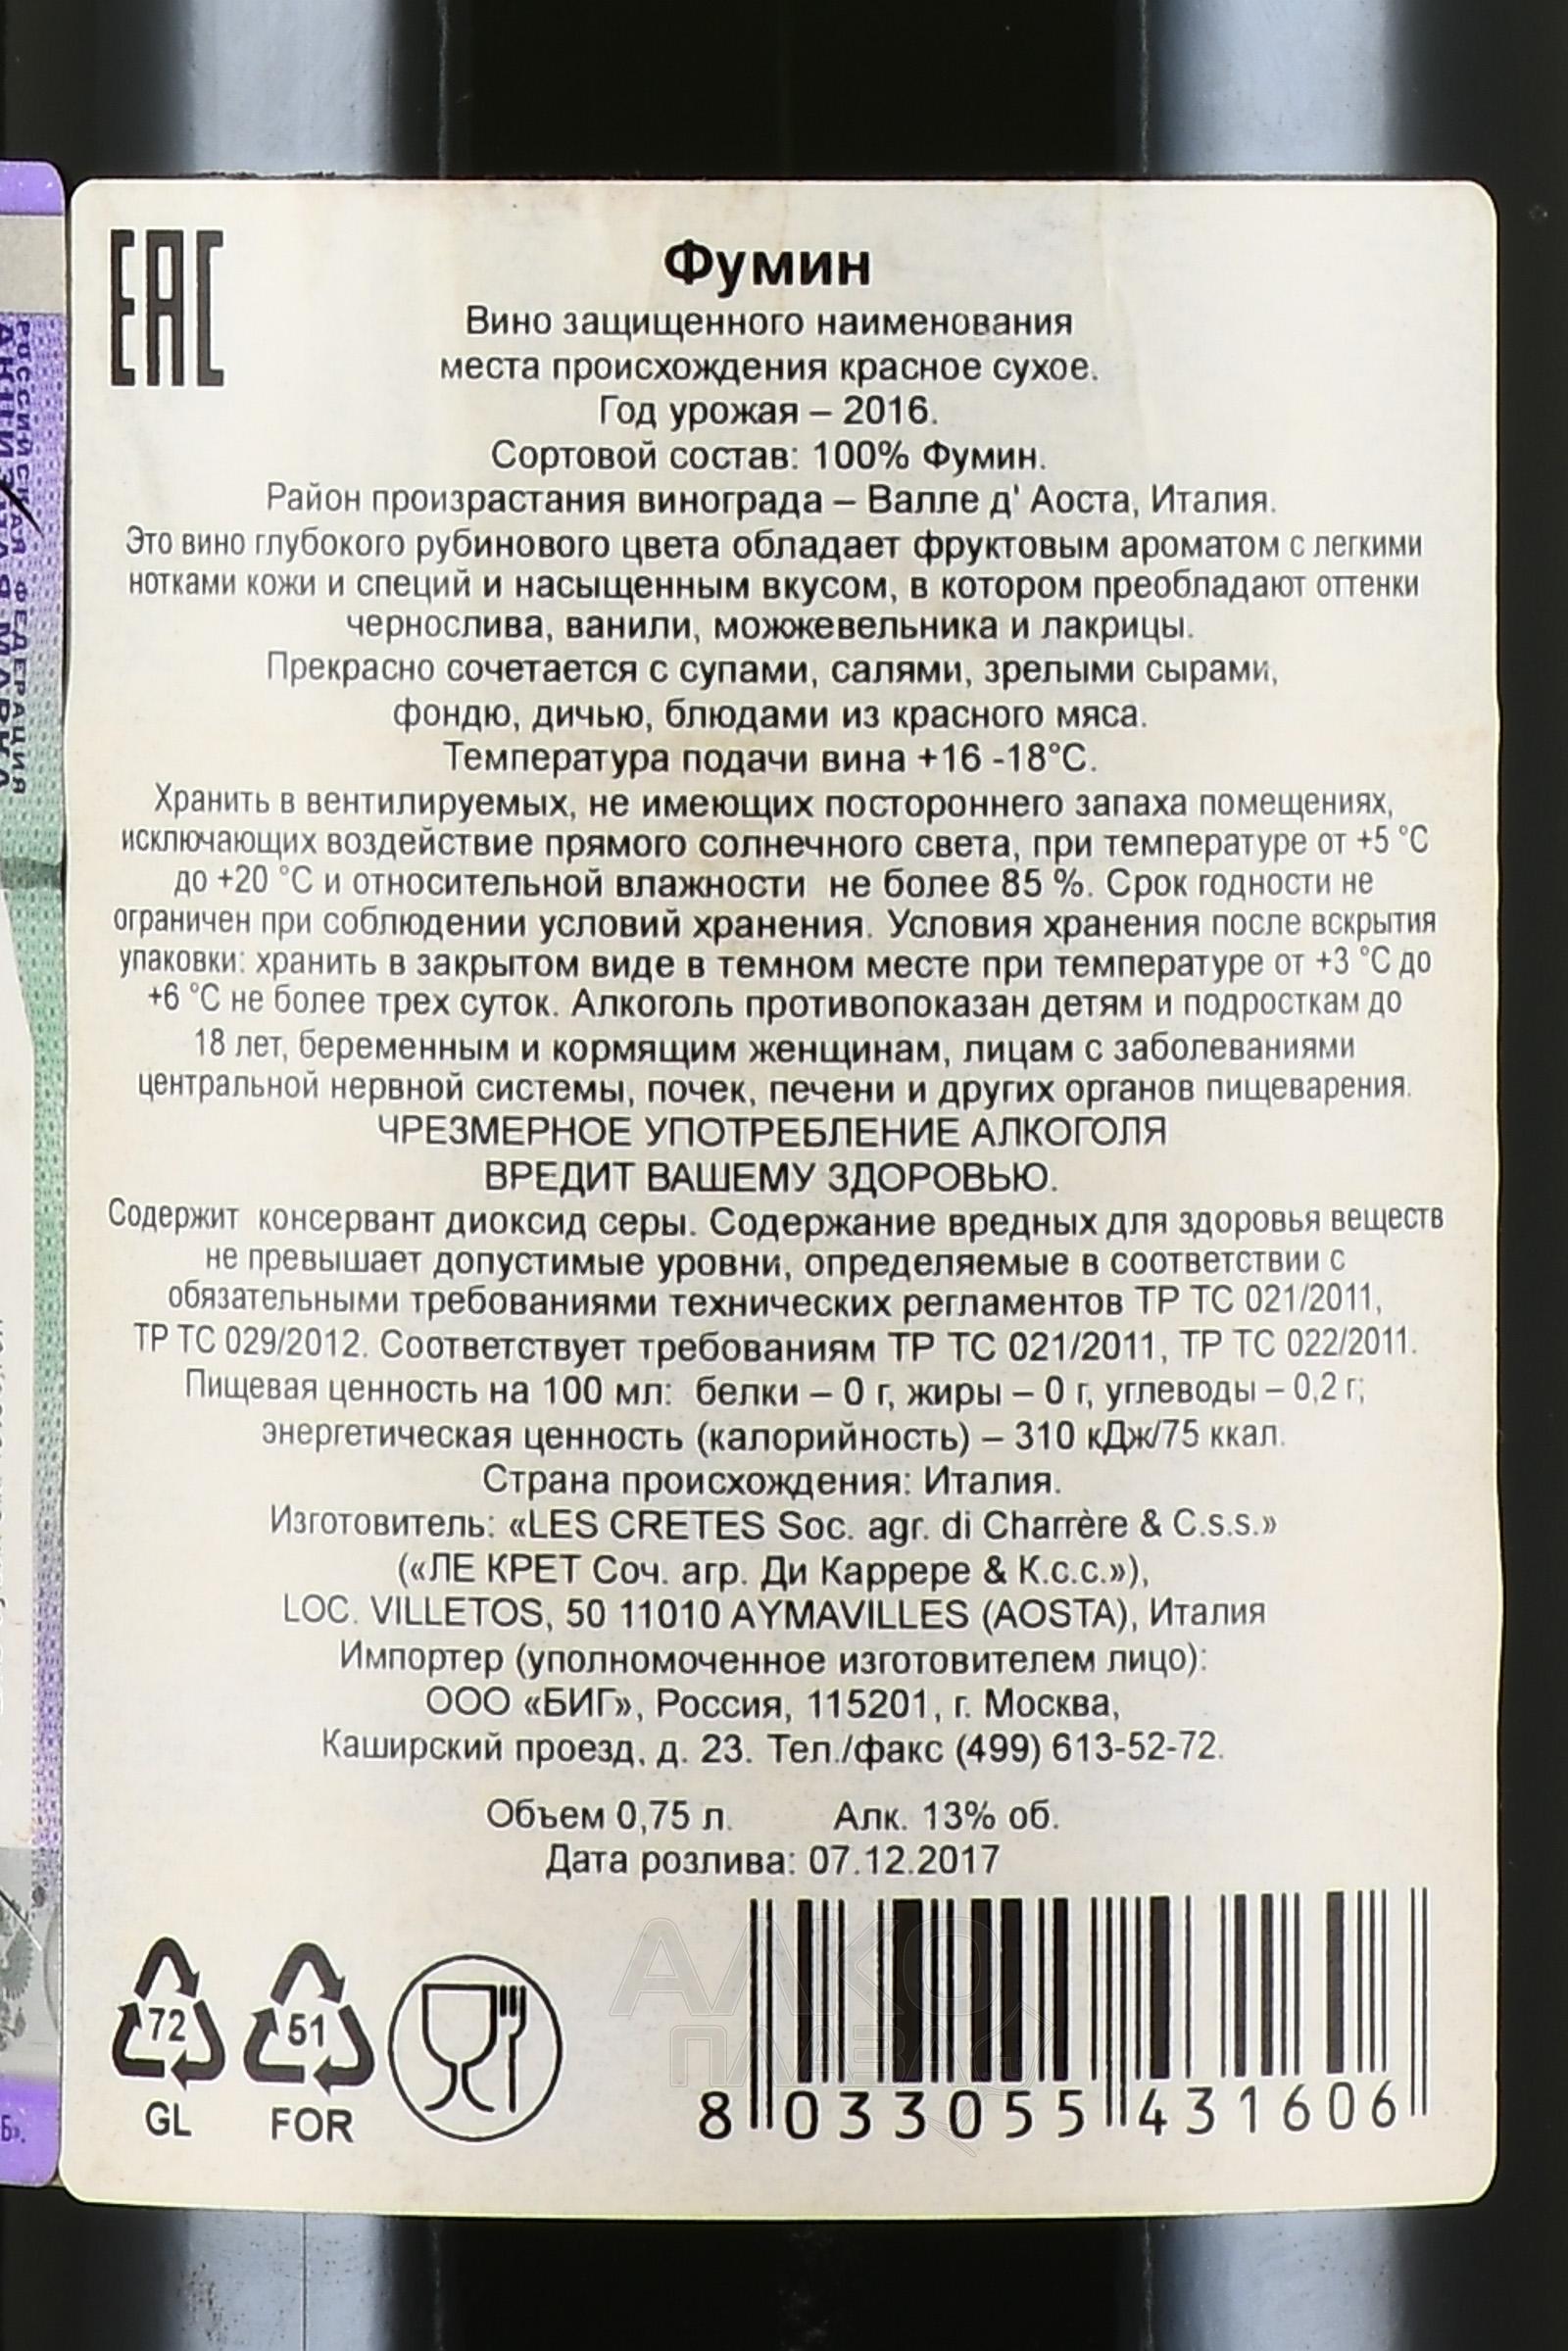 EAC
Фумин
Вино защищенного наименования
места происхождения красное сухое.
Год урожая – 2016.
Сортовой состав: 100% Фумин.
Район произрастания винограда – Валле д' Аоста, Италия.
Это вино глубокого рубинового цвета обладает фруктовым ароматом с легкими
нотками кожи и специй и насыщенным вкусом, в котором преобладают оттенки
чернослива, ванили, можжевельника и лакрицы.
Прекрасно сочетается с супами, салями, зрелыми сырами,
фондю, дичью, блюдами из красного мяса.
Температура подачи вина +16 -18°С.
Хранить в вентилируемых, не имеющих постороннего запаха помещениях,
исключающих воздействие прямого солнечного света, при температуре от +5 °С
до +20 °С и относительной влажности не более 85 %. Срок годности не
ограничен при соблюдении условий хранения. Условия хранения после вскрытия
упаковки: хранить в закрытом виде в темном месте при температуре от +3 °С до
+6 °С не более трех суток. Алкоголь противопоказан детям и подросткам до
18 лет, беременным и кормящим женщинам, лицам с заболеваниями
центральной нервной системы, почек, печени и других органов пищеварения.
ЧРЕЗМЕРНОЕ УПОТРЕБЛЕНИЕ АЛКОГОЛЯ
ВРЕДИТ ВАШЕМУ ЗДОРОВЬЮ.
Содержит консервант диоксид серы. Содержание вредных для здоровья веществ
не превышает допустимые уровни, определяемые в соответствии с
обязательными требованиями технических регламентов ТР ТС 021/2011,
ТР ТС 029/2012. Соответствует требованиям ТР ТС 021/2011, ТР ТС 022/2011.
Пищевая ценность на 100 мл: белки – 0 г, жиры – 0 г, углеводы – 0,2 г;
энергетическая ценность (калорийность) – 310 кДж/75 ккал.
Страна происхождения: Италия.
Изготовитель: «LES CRETES Soc. agr. di Charrère & C.s.s.»
(«ЛЕ КРЕТ Соч. агр. Ди Каррере & К.с.с.»),
LOC. VILLETOS, 50 11010 AYMAVILLES (AOSTA), Италия
Импортер (уполномоченное изготовителем лицо):
ООО «БИГ», Россия, 115201, г. Москва,
Каширский проезд, д. 23. Тел./факс (499) 613-52-72.
Объем 0,75 л. Алк. 13% об.
Дата розлива: 07.12.2017
72 51
GL FOR
8 033055 431606
АЛКО
ПЛАЗА
РОССИЙСКАЯ ФЕДЕРАЦИЯ